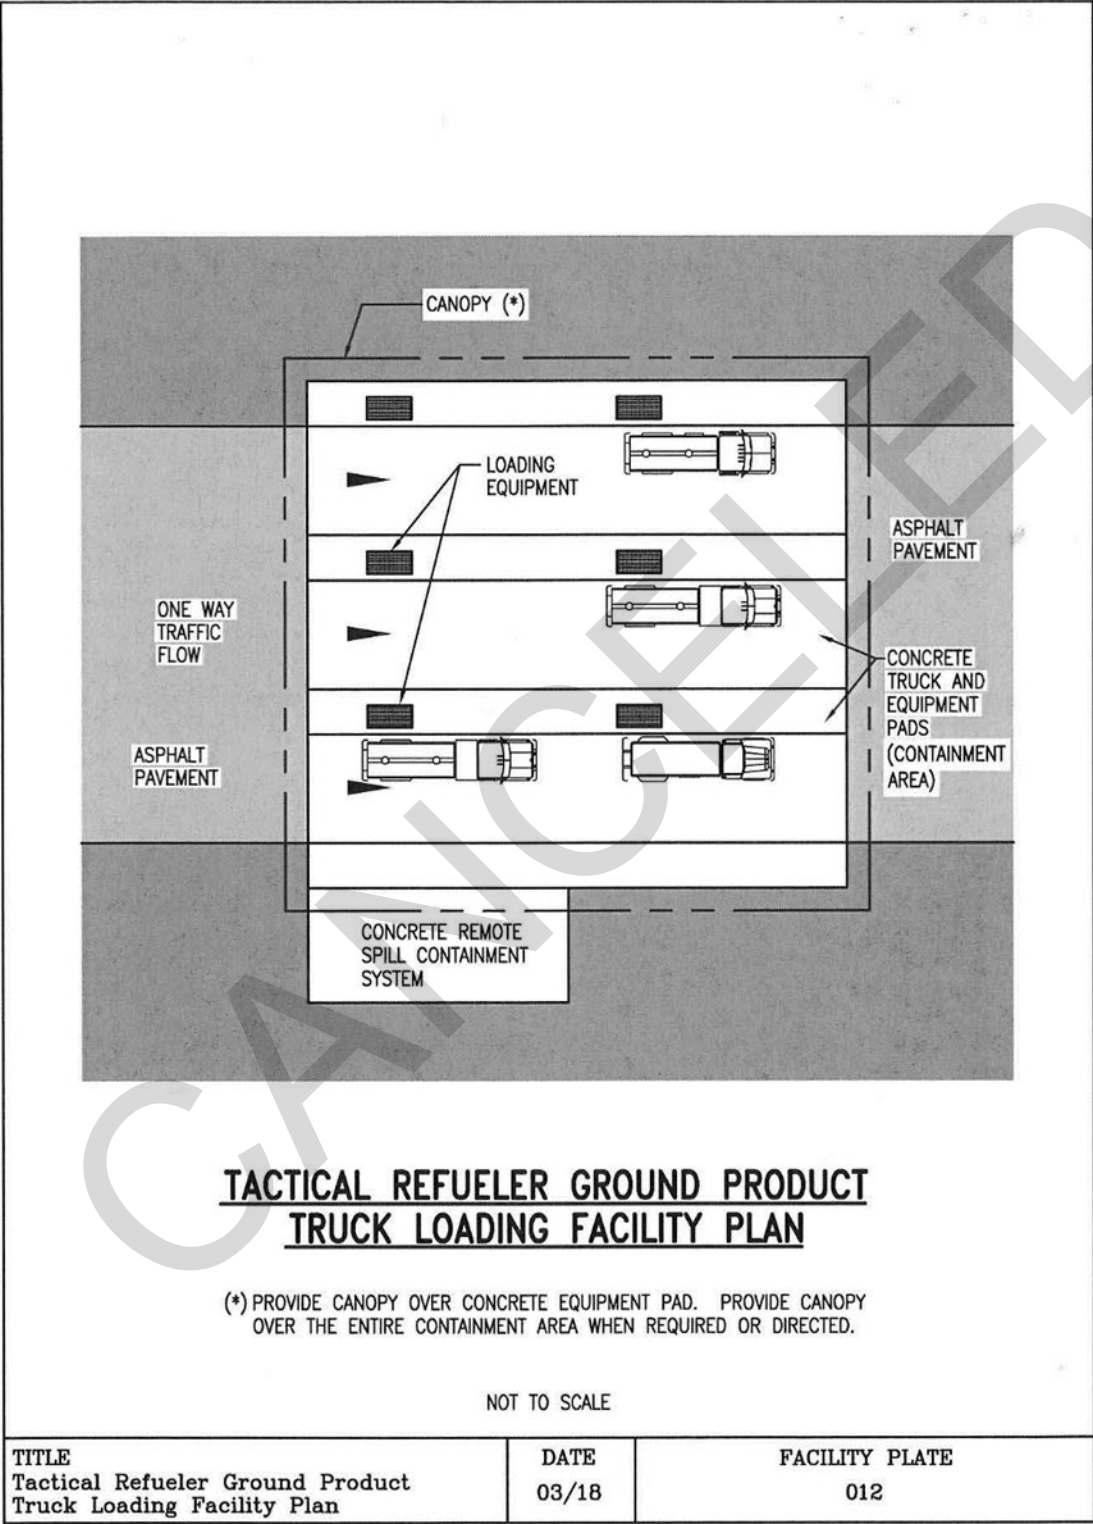 CANOPY (*)
LOADING
EQUIPMENT
ASPHALT
PAVEMENT
ONE WAY
TRAFFIC
FLOW
CONCRETE
TRUCK AND
EQUIPMENT
PADS
(CONTAINMENT
AREA)
ASPHALT
PAVEMENT
CONCRETE REMOTE
SPILL CONTAINMENT
SYSTEM
CANCELED
TACTICAL REFUELER GROUND PRODUCT
TRUCK LOADING FACILITY PLAN
(*) PROVIDE CANOPY OVER CONCRETE EQUIPMENT PAD. PROVIDE CANOPY
OVER THE ENTIRE CONTAINMENT AREA WHEN REQUIRED OR DIRECTED.
NOT TO SCALE
TITLE
Tactical Refueler Ground Product
Truck Loading Facility Plan
DATE
03/18
FACILITY PLATE
012